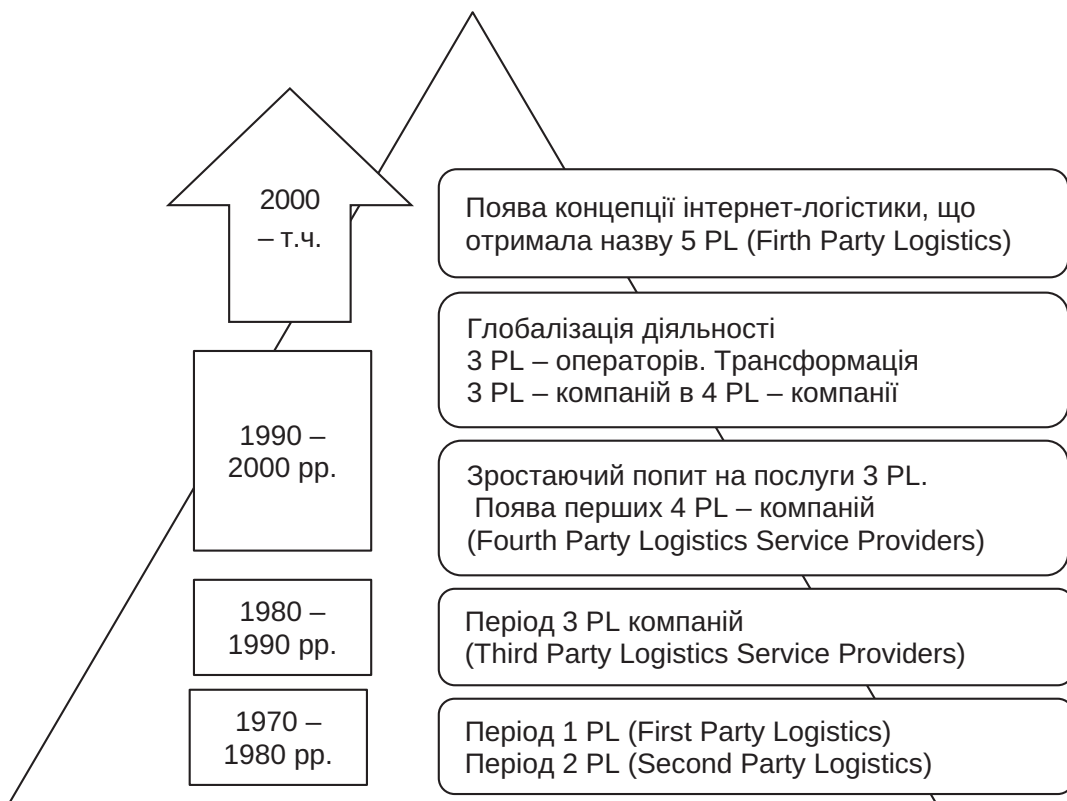 2000
– т.ч.
Поява концепції інтернет-логістики, що
отримала назву 5 PL (Firth Party Logistics)
Глобалізація діяльності
3 PL – операторів. Трансформація
3 PL – компаній в 4 PL – компанії
1990 –
2000 рр.
Зростаючий попит на послуги 3 PL.
Поява перших 4 PL – компаній
(Fourth Party Logistics Service Providers)
1980 –
1990 рр.
Період 3 PL компаній
(Third Party Logistics Service Providers)
1970 –
1980 рр.
Період 1 PL (First Party Logistics)
Період 2 PL (Second Party Logistics)